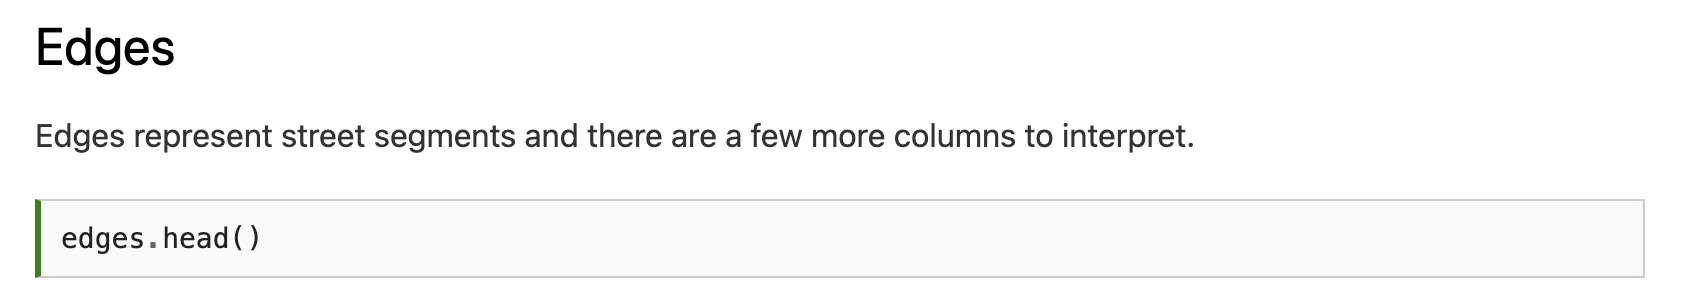 Edges
Edges represent street segments and there are a few more columns to interpret.
edges.head()